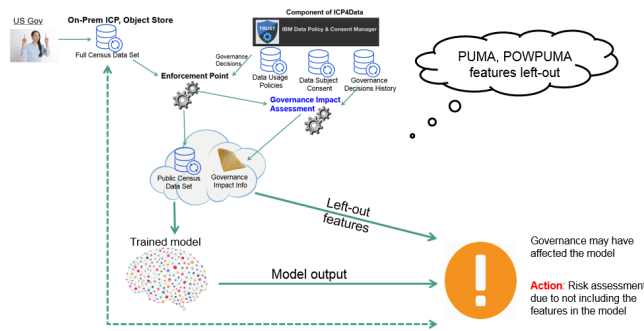 US Gov
On-Prem ICP, Object Store
Full Census Data Set
Component of ICP4Data
TRUST
IBM Data Policy & Consent Manager
Governance
Decisions
Enforcement Point
Data Usage
Policies
Data Subject
Consent
Governance
Decisions History
Governance Impact
Assessment
PUMA, POWPUMA
features left-out
Public Census
Data Set
Governance
Impact Info
Left-out
features
Trained model
Model output
Governance may have
affected the model
Action: Risk assessment
due to not including the
features in the model